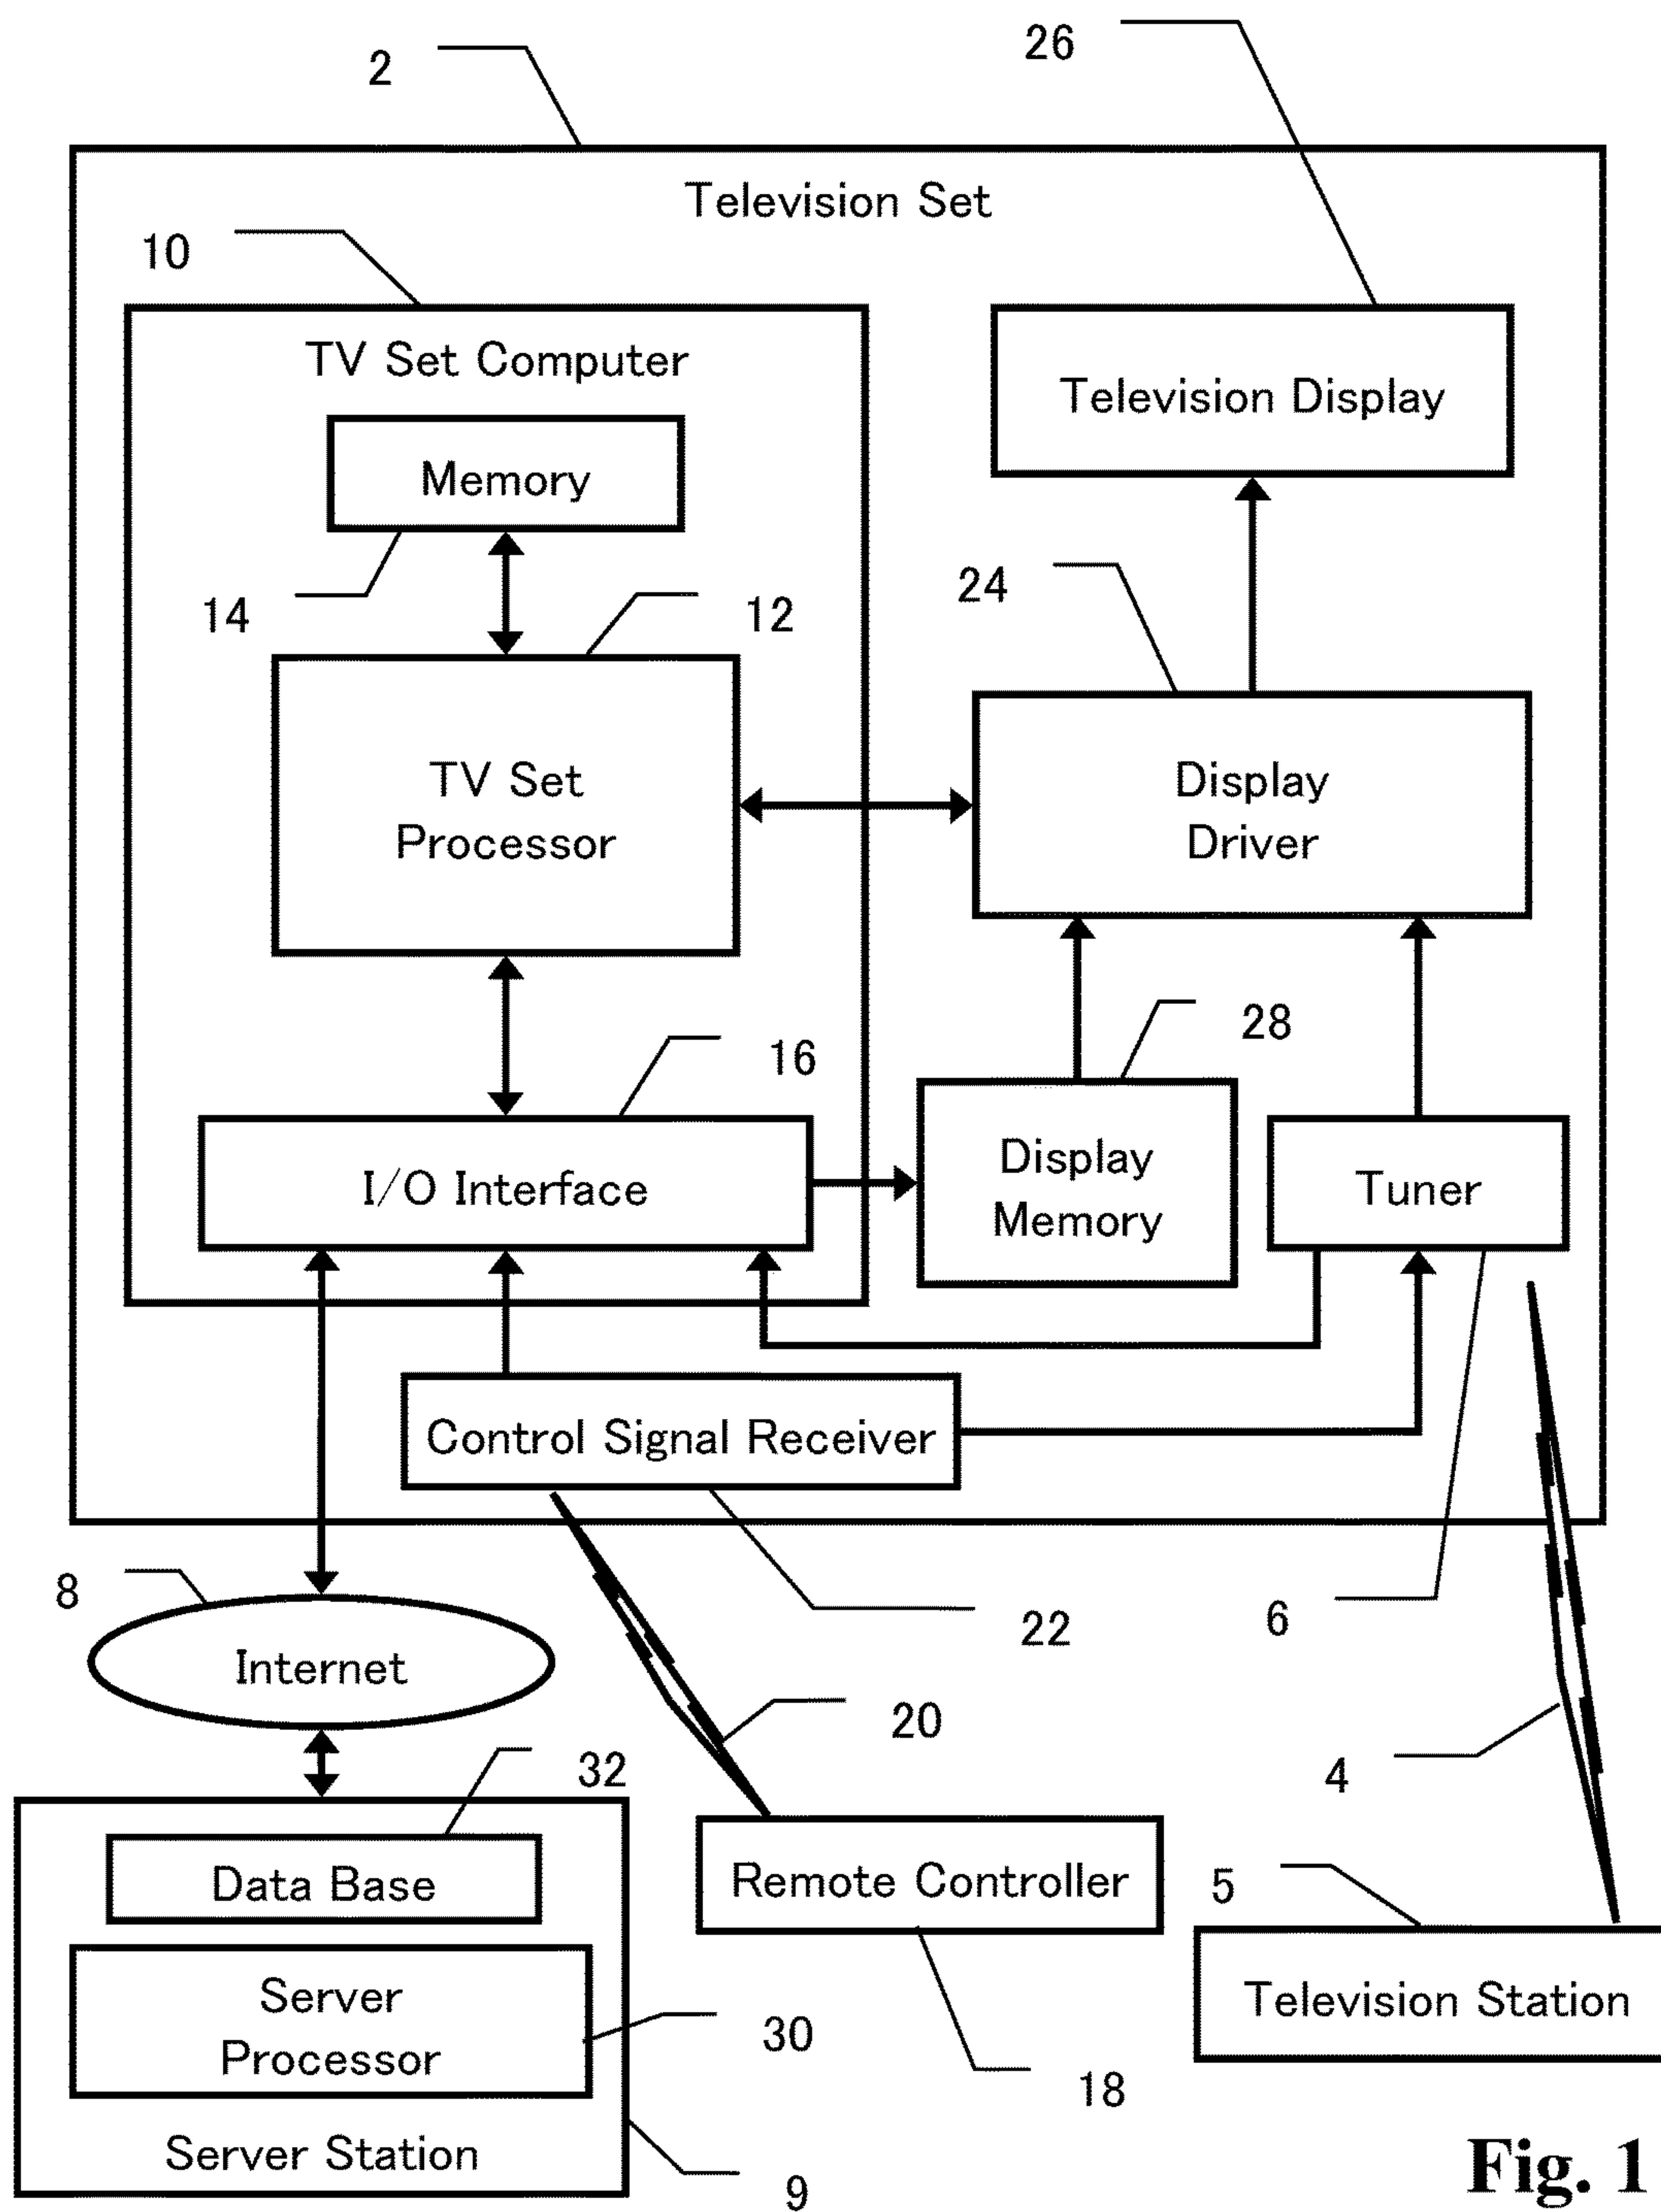 2
26
Television Set
10
TV Set Computer
Television Display
Memory
14
12
24
TV Set
Processor
Display
Driver
16
28
I/O Interface
Display
Memory
Tuner
Control Signal Receiver
8
22
6
Internet
20
4
32
Data Base
Remote Controller
5
Server
Processor
30
Television Station
18
Server Station
9
Fig. 1